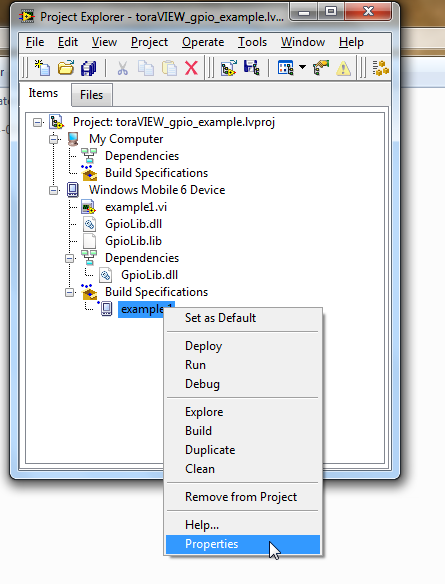 Project Explorer - toraVIEW_gpio_example.lv...
File Edit View Project Operate Tools Window Help
Items Files
Project: toraVIEW_gpio_example.lvproj
My Computer
Dependencies
Build Specifications
Windows Mobile 6 Device
example1.vi
GpioLib.dll
GpioLib.lib
Dependencies
GpioLib.dll
Build Specifications
example1
Set as Default
Deploy
Run
Debug
Explore
Build
Duplicate
Clean
Remove from Project
Help...
Properties